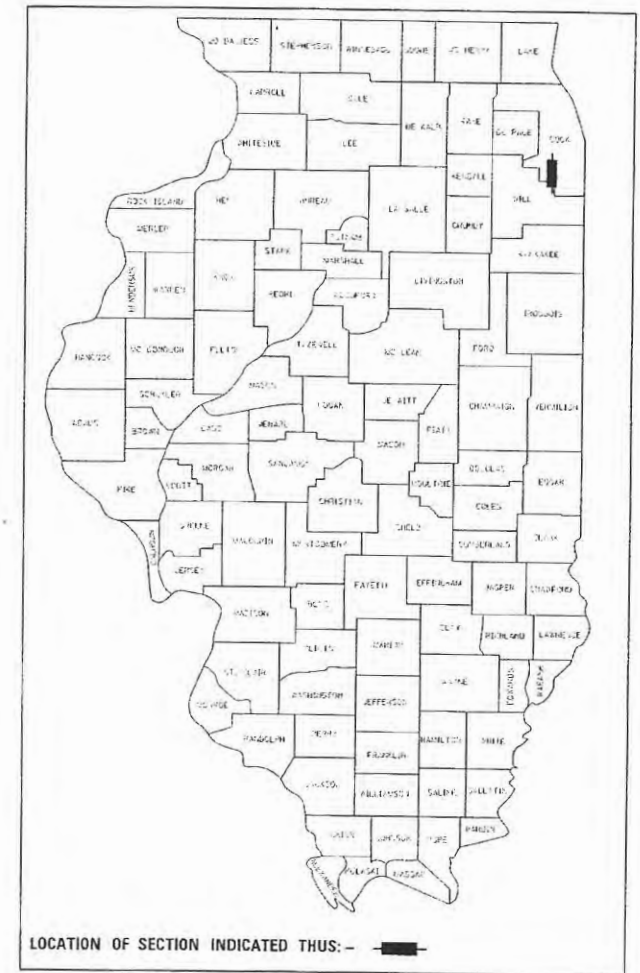 JO DAVIESS STEPHENSON WINNEBAGO BOONE MC HENRY LAKE
CARROLL OGLE DE KALB KANE DU PAGE COOK
WHITESIDE LEE
KENDALL WILL
ROCK ISLAND HENRY BUREAU LA SALLE GRUNDY
MERCER PUTNAM KANKAKEE
STARK MARSHALL
HENDERSON WARREN KNOX PEORIA WOODFORD LIVINGSTON
IROQUOIS
HANCOCK MC DONOUGH FULTON TAZEWELL MC LEAN FORD
MASON
SCHUYLER LOGAN DE WITT CHAMPAIGN VERMILION
ADAMS BROWN CASS MENARD PIATT
MACON
MORGAN SANGAMON DOUGLAS
PIKE SCOTT MOULTRIE EDGAR
CHRISTIAN COLES
GREENE SHELBY
CALHOUN MACOUPIN MONTGOMERY CUMBERLAND CLARK
JERSEY FAYETTE EFFINGHAM JASPER CRAWFORD
MADISON BOND
CLAY RICHLAND LAWRENCE
CLINTON MARION
ST. CLAIR WAYNE EDWARDS WABASH
MONROE WASHINGTON JEFFERSON
RANDOLPH PERRY HAMILTON WHITE
FRANKLIN
JACKSON WILLIAMSON SALINE GALLATIN
UNION JOHNSON POPE HARDIN
ALEXANDER PULASKI MASSAC
LOCATION OF SECTION INDICATED THUS: –